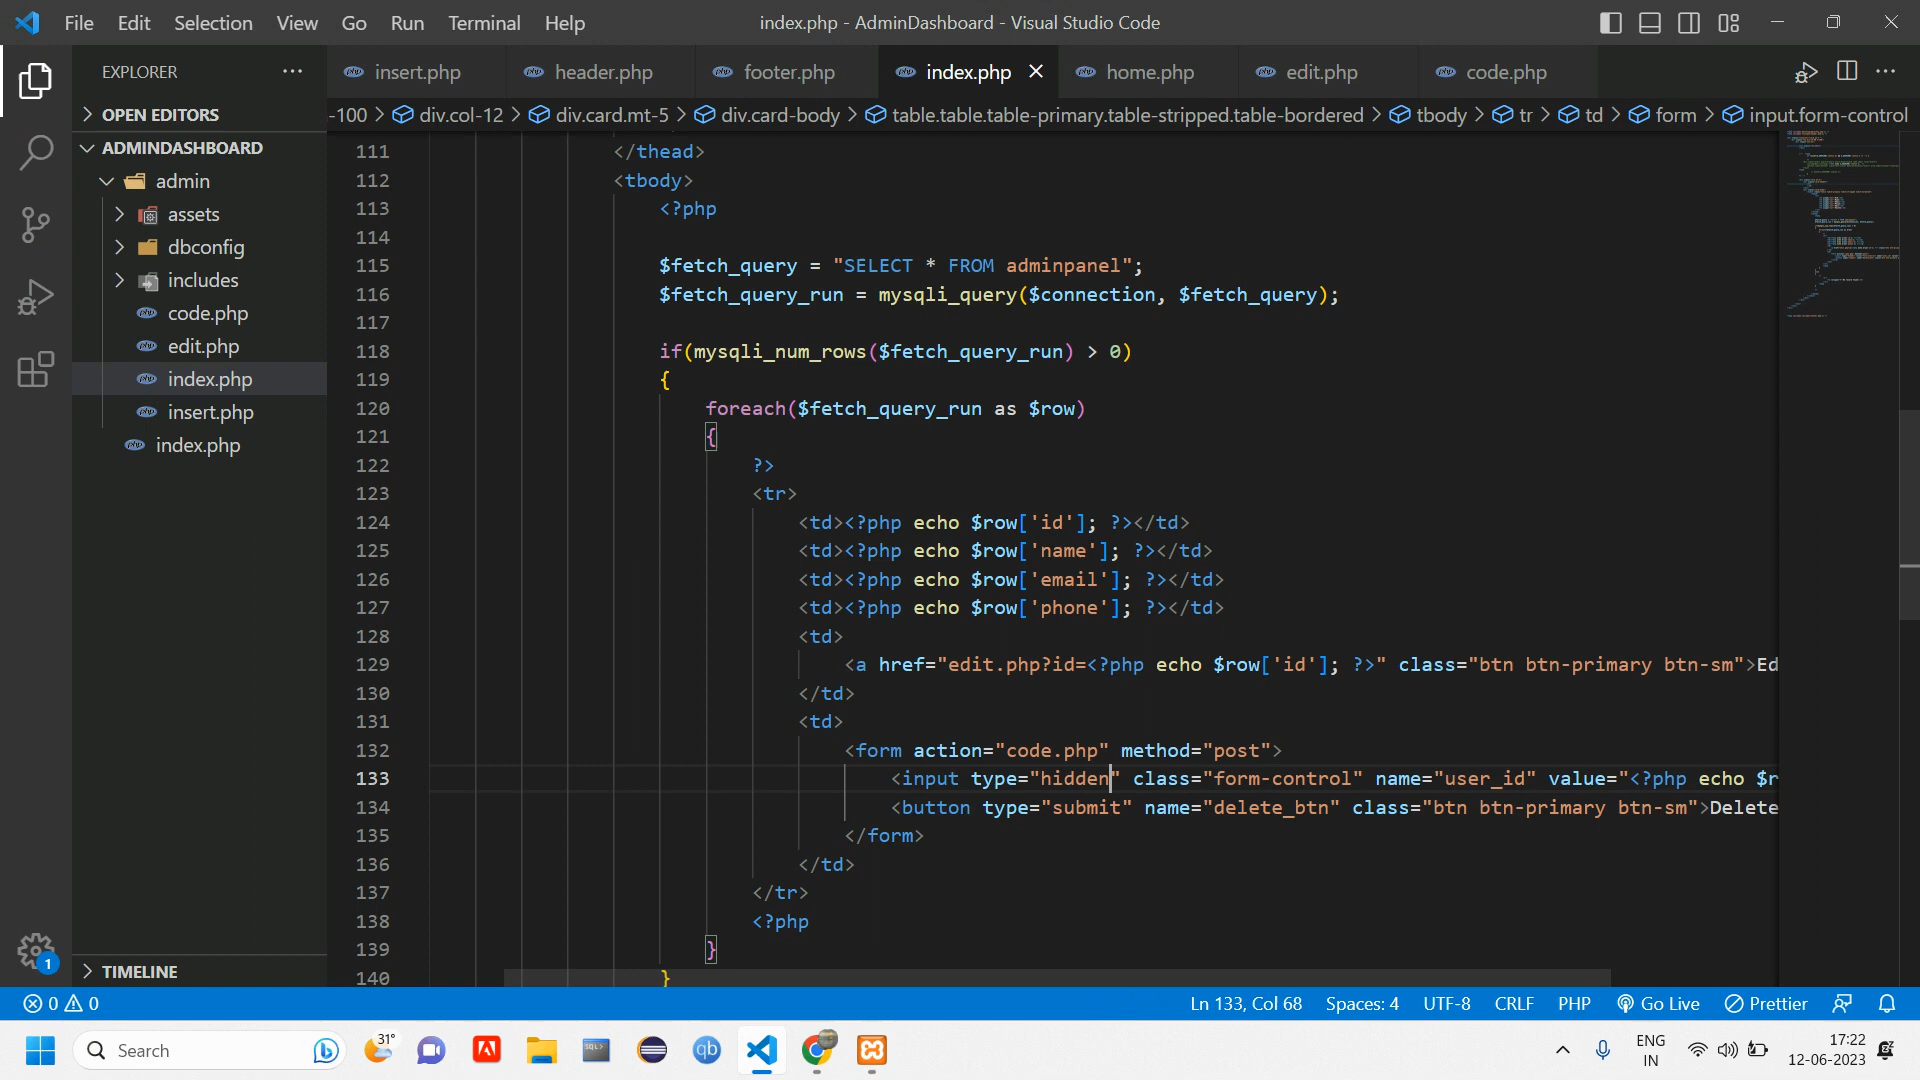 File Edit Selection View Go Run Terminal Help
index.php - AdminDashboard - Visual Studio Code
EXPLORER
insert.php header.php footer.php index.php home.php edit.php code.php
OPEN EDITORS
-100 > div.col-12 > div.card.mt-5 > div.card-body > table.table.table-primary.table-stripped.table-bordered > tbody > tr > td > form > input.form-control
ADMINDASHBOARD
admin
assets
dbconfig
includes
code.php
edit.php
index.php
insert.php
index.php
TIMELINE
111 </thead>
112 <tbody>
113 <?php
114
115 $fetch_query = "SELECT * FROM adminpanel";
116 $fetch_query_run = mysqli_query($connection, $fetch_query);
117
118 if(mysqli_num_rows($fetch_query_run) > 0)
119 {
120 foreach($fetch_query_run as $row)
121 {
122 ?>
123 <tr>
124 <td><?php echo $row['id']; ?></td>
125 <td><?php echo $row['name']; ?></td>
126 <td><?php echo $row['email']; ?></td>
127 <td><?php echo $row['phone']; ?></td>
128 <td>
129 <a href="edit.php?id=<?php echo $row['id']; ?>" class="btn btn-primary btn-sm">Ed
130 </td>
131 <td>
132 <form action="code.php" method="post">
133 <input type="hidden" class="form-control" name="user_id" value="<?php echo $r
134 <button type="submit" name="delete_btn" class="btn btn-primary btn-sm">Delete
135 </form>
136 </td>
137 </tr>
138 <?php
139 }
140 }
1
0 0
Ln 133, Col 68 Spaces: 4 UTF-8 CRLF PHP Go Live Prettier
Search
31°
SQL>
qb
ENG
IN
17:22
12-06-2023